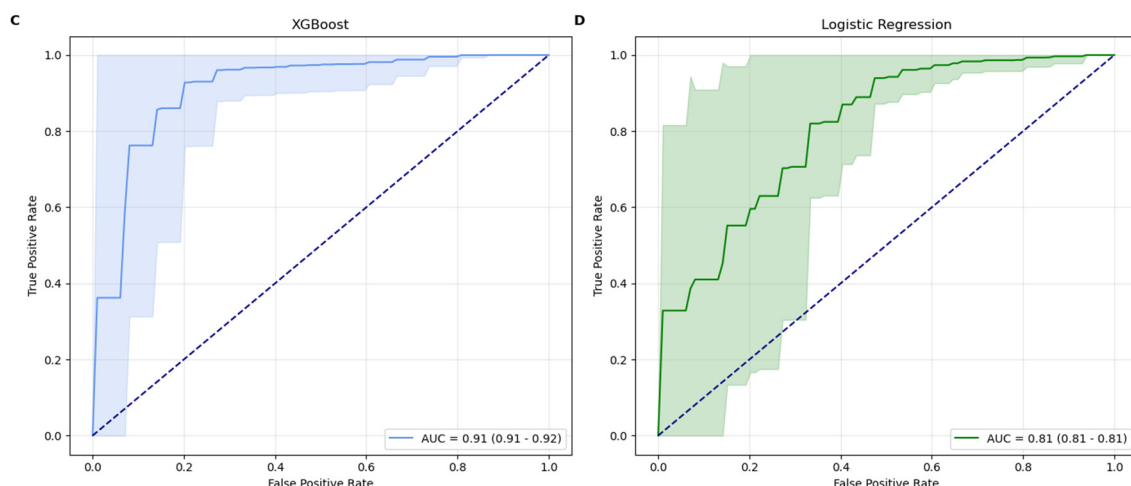 C
XGBoost
True Positive Rate
1.0
0.8
0.6
0.4
0.2
0.0
AUC = 0.91 (0.91 - 0.92)
0.0 0.2 0.4 0.6 0.8 1.0
False Positive Rate
D
Logistic Regression
True Positive Rate
1.0
0.8
0.6
0.4
0.2
0.0
AUC = 0.81 (0.81 - 0.81)
0.0 0.2 0.4 0.6 0.8 1.0
False Positive Rate